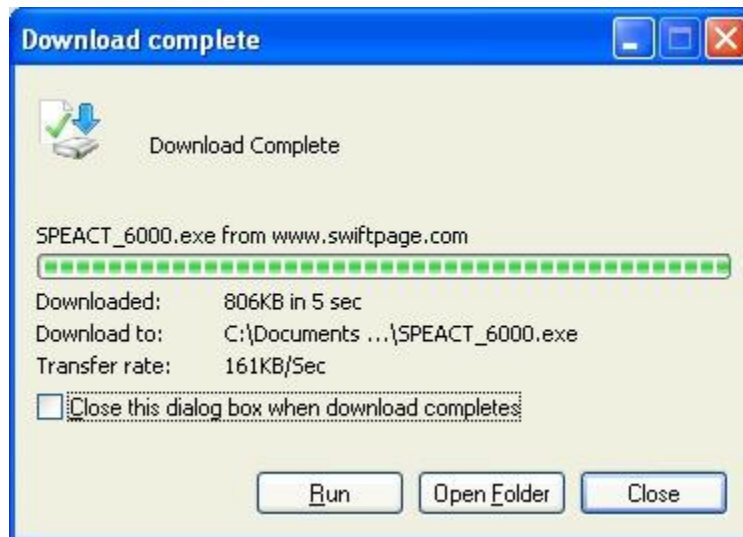 Download complete
Download Complete
SPEACT_6000.exe from www.swiftpage.com
Downloaded: 806KB in 5 sec
Download to: C:\Documents ...\SPEACT_6000.exe
Transfer rate: 161KB/Sec
Close this dialog box when download completes
Run Open Folder Close